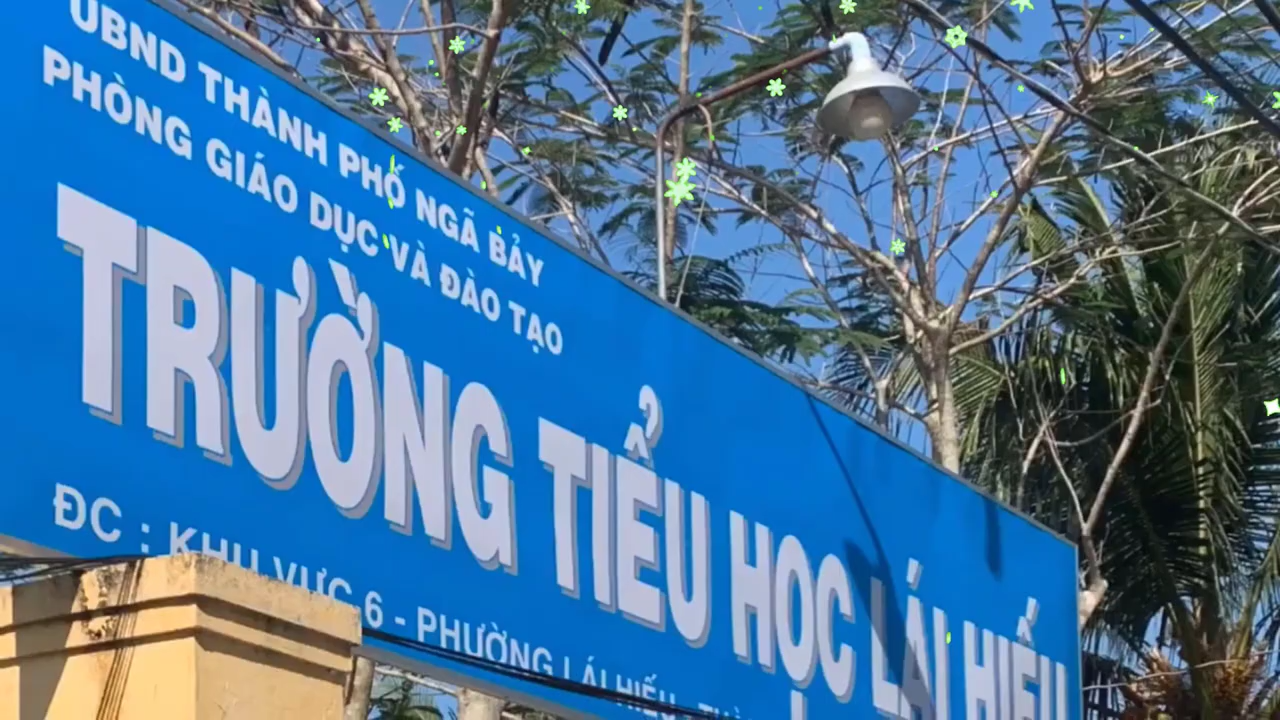 UBND THÀNH PHỐ NGÃ BẢY
PHÒNG GIÁO DỤC VÀ ĐÀO TẠO
TRƯỜNG TIỂU HỌC LÁI HIẾU
ĐC : KHU VỰC 6 - PHƯỜNG LÁI HIẾU -